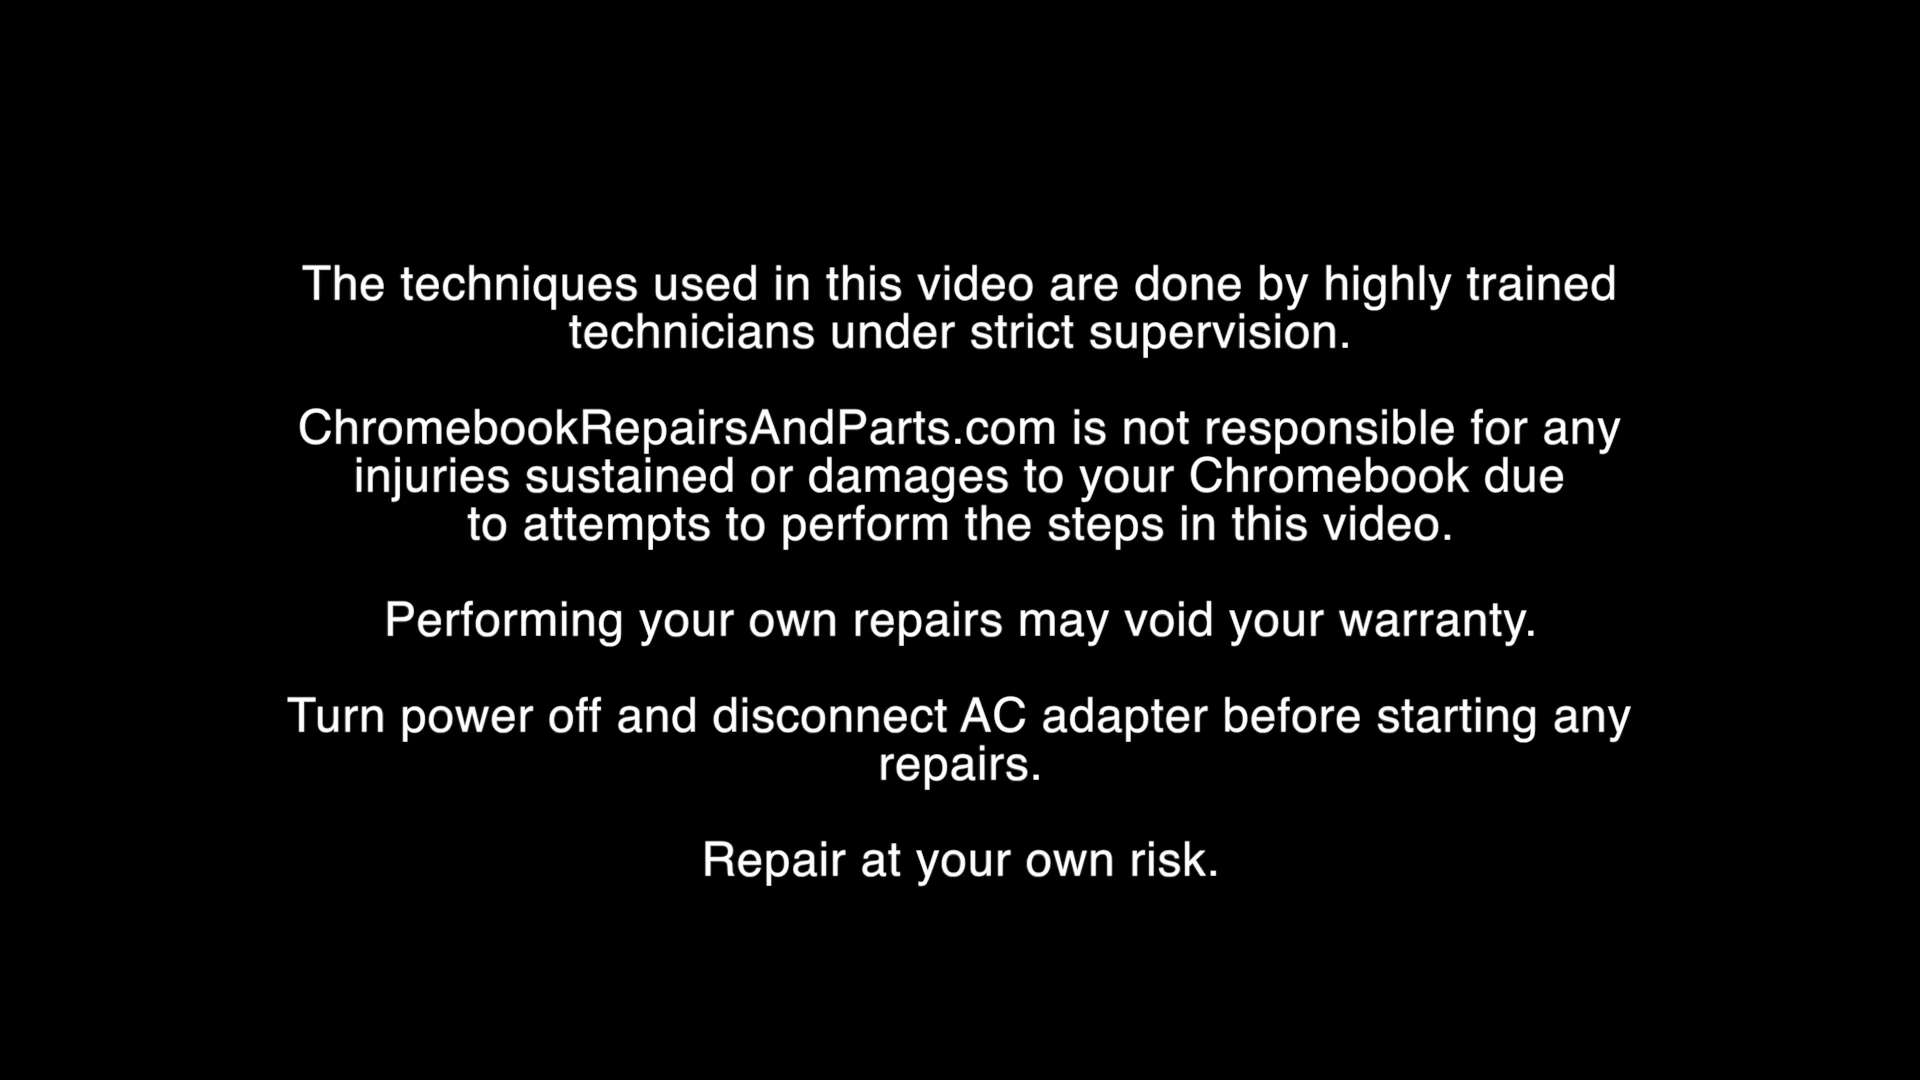 The techniques used in this video are done by highly trained
technicians under strict supervision.
ChromebookRepairsAndParts.com is not responsible for any
injuries sustained or damages to your Chromebook due
to attempts to perform the steps in this video.
Performing your own repairs may void your warranty.
Turn power off and disconnect AC adapter before starting any
repairs.
Repair at your own risk.